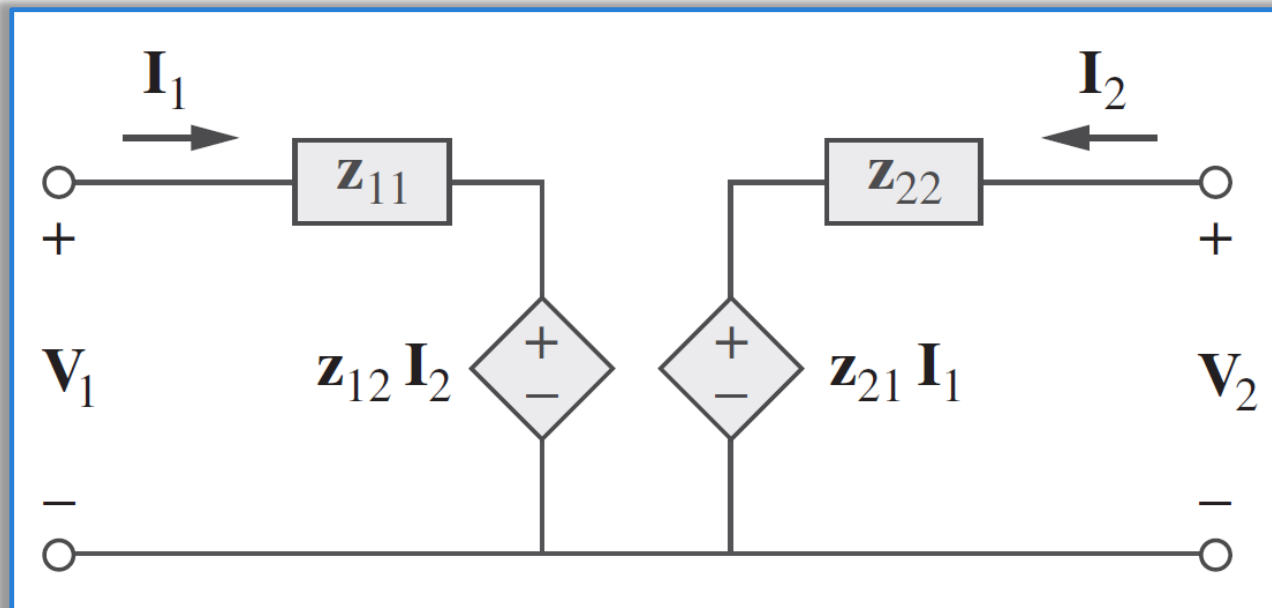 I₁ I₂
z₁₁ z₂₂
+ +
+ +
V₁ z₁₂ I₂ z₂₁ I₁ V₂
− −
− −